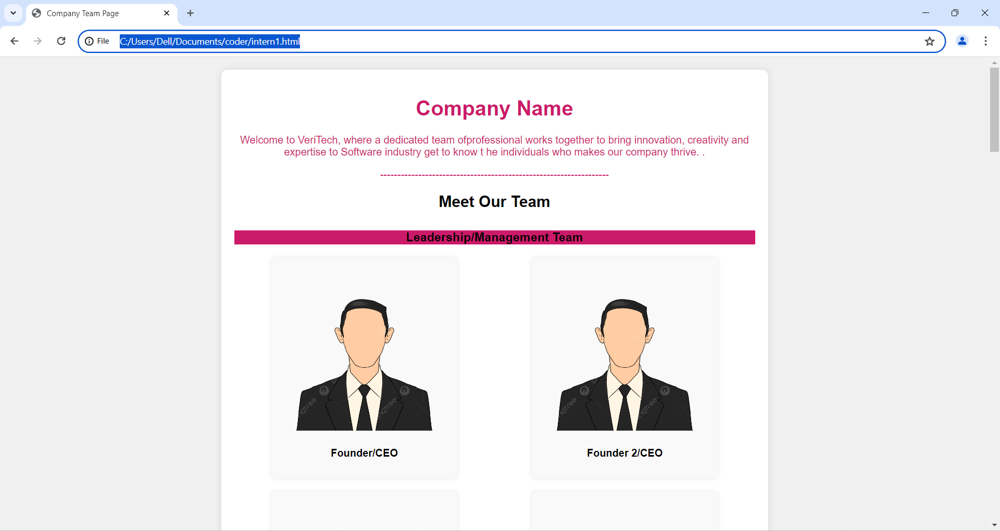 Company Team Page
File C:/Users/Dell/Documents/coder/intern1.html
Company Name
Welcome to VeriTech, where a dedicated team ofprofessional works together to bring innovation, creativity and
expertise to Software industry get to know t he individuals who makes our company thrive. .
------------------------------------------------------------------
Meet Our Team
Leadership/Management Team
Founder/CEO
Founder 2/CEO